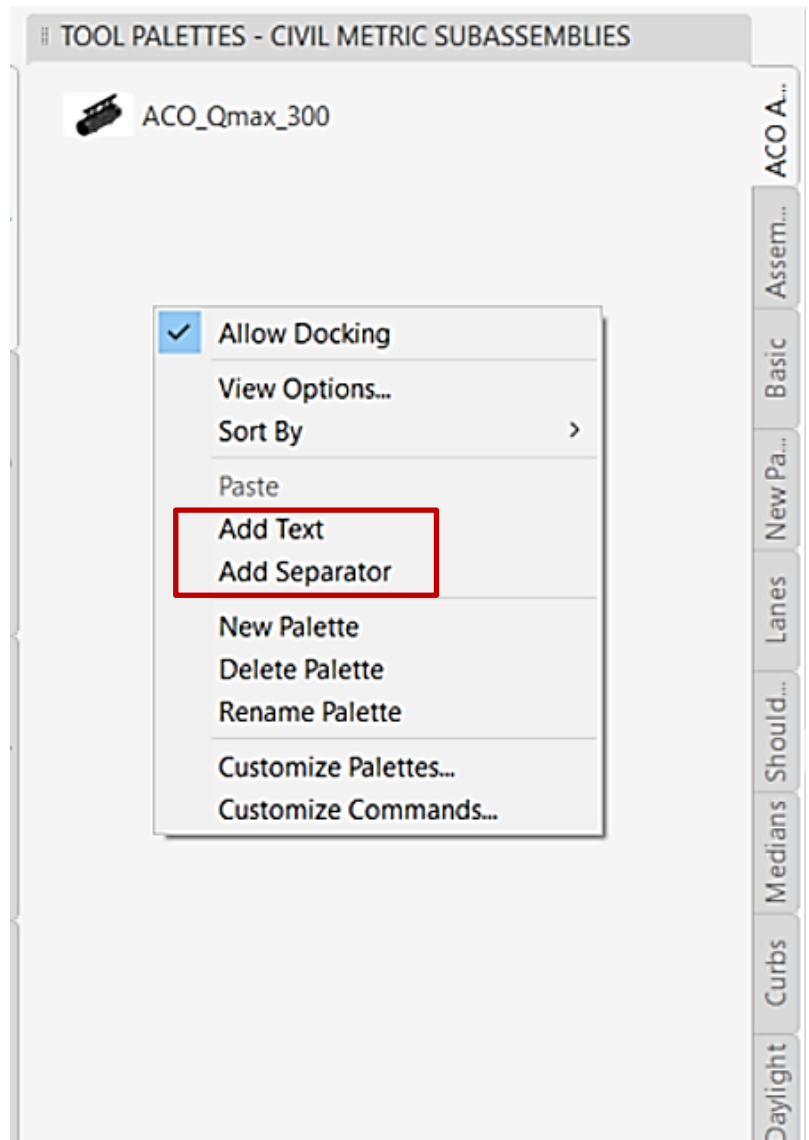 TOOL PALETTES - CIVIL METRIC SUBASSEMBLIES
ACO_Qmax_300
Allow Docking
View Options...
Sort By
Paste
Add Text
Add Separator
New Palette
Delete Palette
Rename Palette
Customize Palettes...
Customize Commands...
ACO A...
Assem...
Basic
New Pa...
Lanes
Should...
Medians
Curbs
Daylight